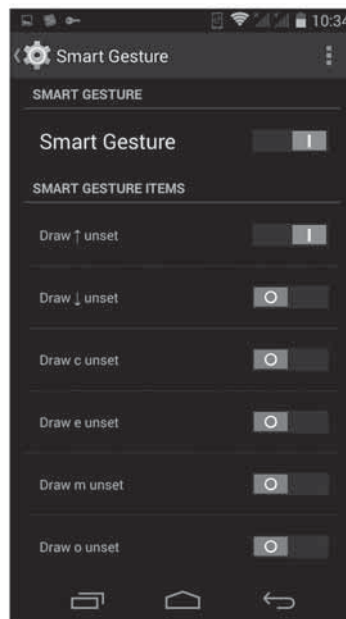 10:34
Smart Gesture
SMART GESTURE
Smart Gesture
SMART GESTURE ITEMS
Draw ↑ unset
Draw ↓ unset
Draw c unset
Draw e unset
Draw m unset
Draw o unset